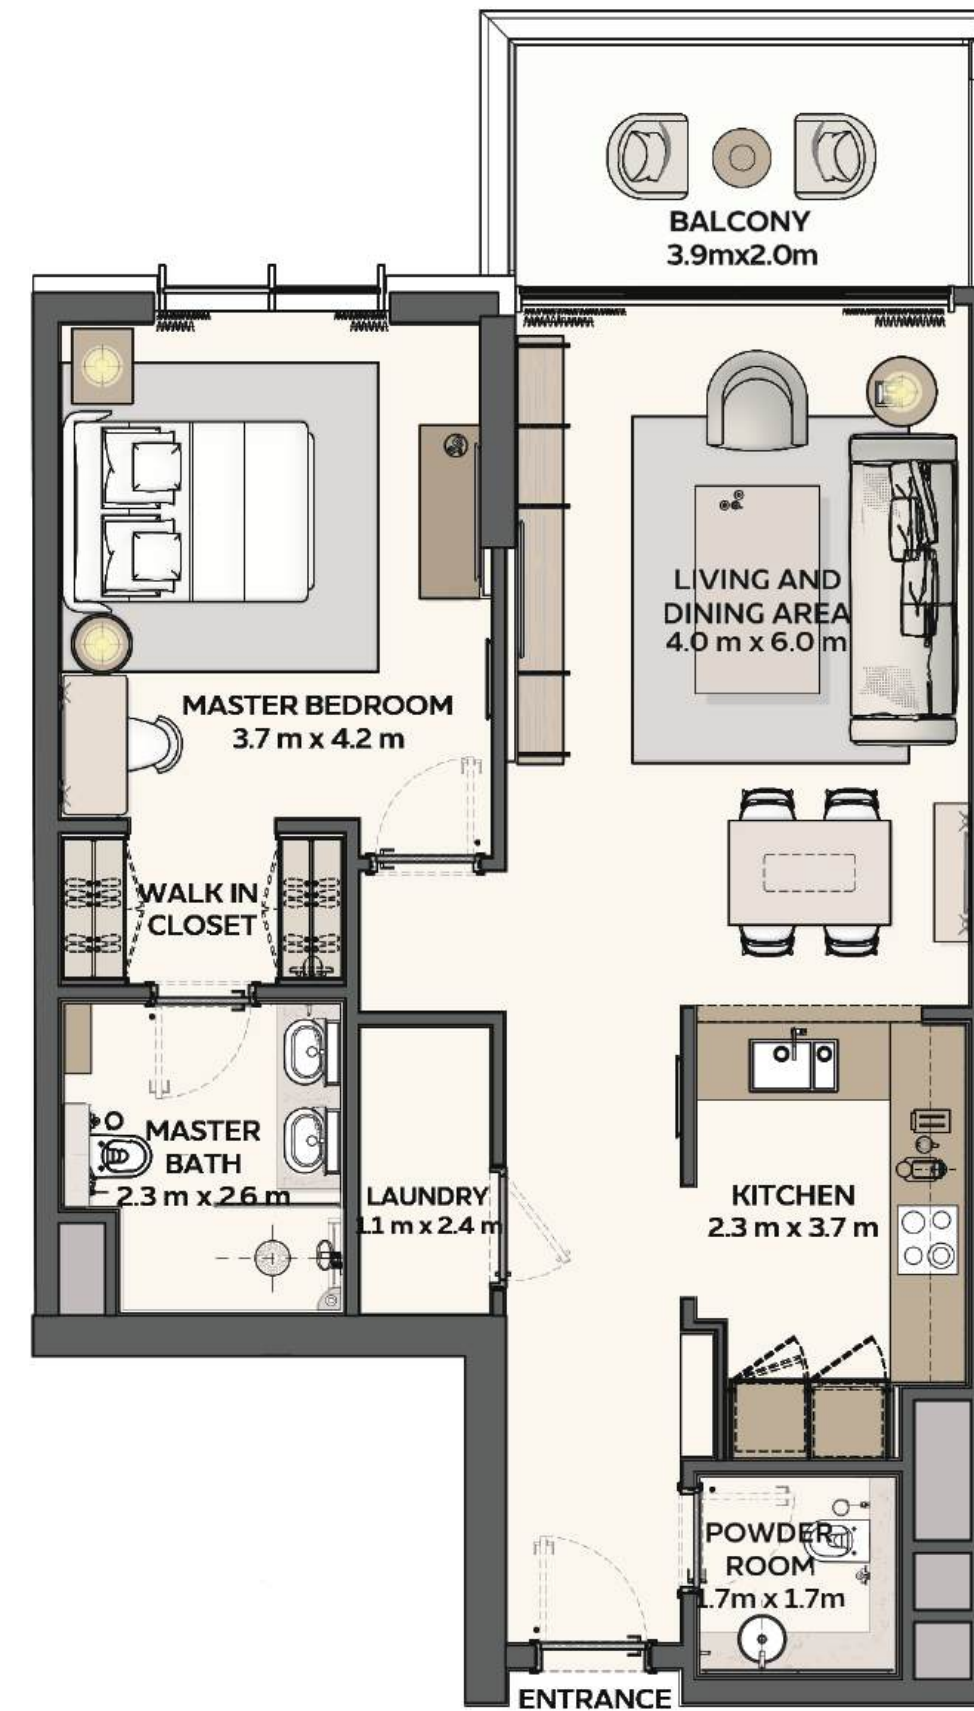 BALCONY
3.9mx2.0m
LIVING AND
DINING AREA
4.0 m x 6.0 m
MASTER BEDROOM
3.7 m x 4.2 m
WALK IN
CLOSET
MASTER
BATH
2.3 m x 2.6 m
LAUNDRY
1.1 m x 2.4 m
KITCHEN
2.3 m x 3.7 m
POWDER
ROOM
1.7m x 1.7m
ENTRANCE